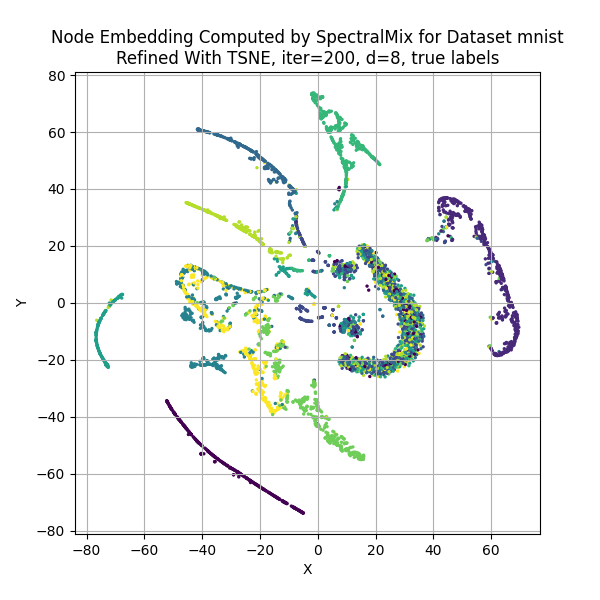 Node Embedding Computed by SpectralMix for Dataset mnist
Refined With TSNE, iter=200, d=8, true labels
80
60
40
20
0
−20
−40
−60
−80
Y
−80 −60 −40 −20 0 20 40 60
X